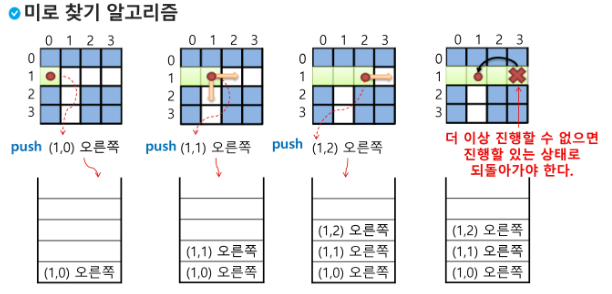 미로 찾기 알고리즘
0 1 2 3
0
1
2
3
0 1 2 3
0
1
2
3
0 1 2 3
0
1
2
3
0 1 2 3
0
1
2
3
push (1,0) 오른쪽
push (1,1) 오른쪽
push (1,2) 오른쪽
더 이상 진행할 수 없으면
진행할 있는 상태로
되돌아가야 한다.
(1,0) 오른쪽
(1,1) 오른쪽
(1,0) 오른쪽
(1,2) 오른쪽
(1,1) 오른쪽
(1,0) 오른쪽
(1,2) 오른쪽
(1,1) 오른쪽
(1,0) 오른쪽